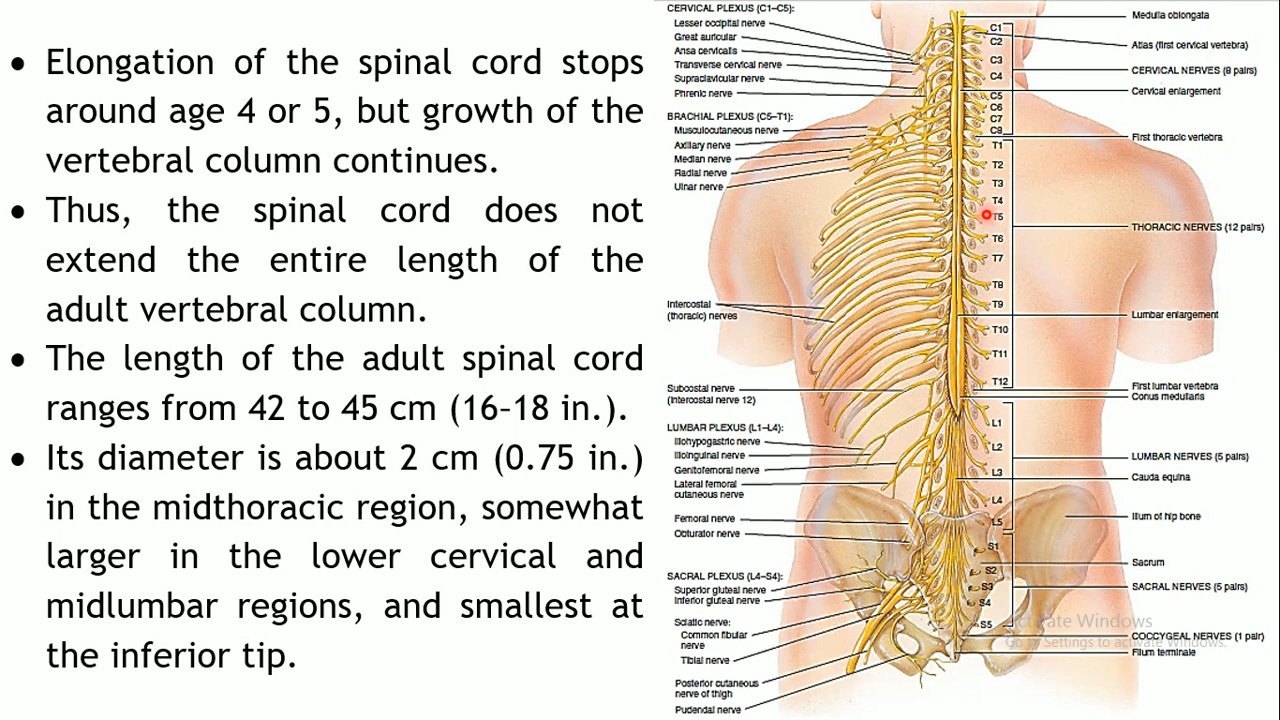 • Elongation of the spinal cord stops
around age 4 or 5, but growth of the
vertebral column continues.
• Thus, the spinal cord does not
extend the entire length of the
adult vertebral column.
• The length of the adult spinal cord
ranges from 42 to 45 cm (16–18 in.).
• Its diameter is about 2 cm (0.75 in.)
in the midthoracic region, somewhat
larger in the lower cervical and
midlumbar regions, and smallest at
the inferior tip.
CERVICAL PLEXUS (C1–C5):
Lesser occipital nerve
Great auricular
Ansa cervicalis
Transverse cervical nerve
Supraclavicular nerve
Phrenic nerve
BRACHIAL PLEXUS (C5–T1):
Musculocutaneous nerve
Axillary nerve
Median nerve
Radial nerve
Ulnar nerve
Intercostal
(thoracic) nerves
Subcostal nerve
(intercostal nerve 12)
LUMBAR PLEXUS (L1–L4):
Iliohypogastric nerve
Ilioinguinal nerve
Genitofemoral nerve
Lateral femoral
cutaneous nerve
Femoral nerve
Obturator nerve
SACRAL PLEXUS (L4–S4):
Superior gluteal nerve
Inferior gluteal nerve
Sciatic nerve:
Common fibular
nerve
Tibial nerve
Posterior cutaneous
nerve of thigh
Pudendal nerve
C1
C2
C3
C4
C5
C6
C7
C8
T1
T2
T3
T4
T5
T6
T7
T8
T9
T10
T11
T12
L1
L2
L3
L4
L5
S1
S2
S3
S4
S5
Medulla oblongata
Atlas (first cervical vertebra)
CERVICAL NERVES (8 pairs)
Cervical enlargement
First thoracic vertebra
THORACIC NERVES (12 pairs)
Lumbar enlargement
First lumbar vertebra
Conus medullaris
LUMBAR NERVES (5 pairs)
Cauda equina
Ilium of hip bone
Sacrum
SACRAL NERVES (5 pairs)
Activate Windows
COCCYGEAL NERVES (1 pair)
Go to Settings to activate Windows.
Filum terminale